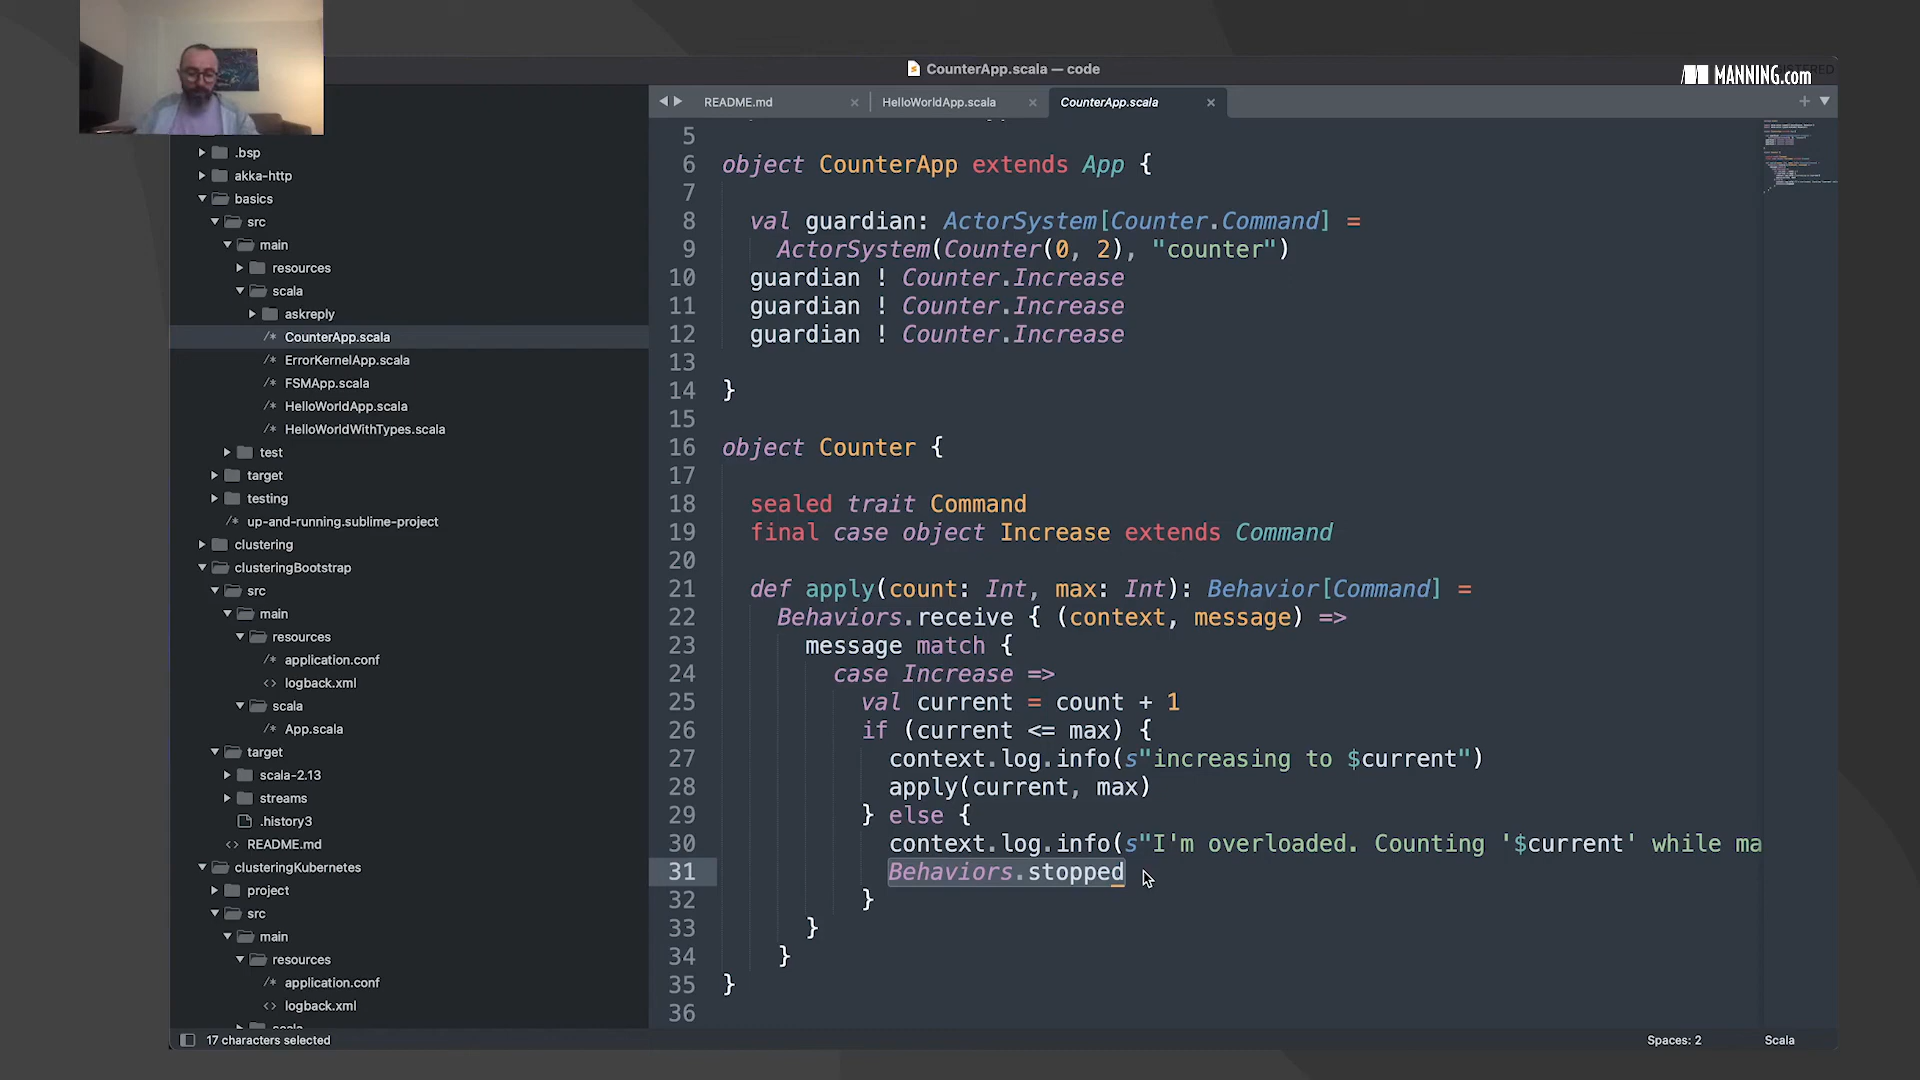 CounterApp.scala — code
MANNING.com
README.md
HelloWorldApp.scala
CounterApp.scala
.bsp
akka-http
basics
src
main
resources
scala
askreply
CounterApp.scala
ErrorKernelApp.scala
FSMApp.scala
HelloWorldApp.scala
HelloWorldWithTypes.scala
test
target
testing
up-and-running.sublime-project
clustering
clusteringBootstrap
src
main
resources
application.conf
logback.xml
scala
App.scala
target
scala-2.13
streams
.history3
README.md
clusteringKubernetes
project
src
main
resources
application.conf
logback.xml
scala
5
6 object CounterApp extends App {
7
8 val guardian: ActorSystem[Counter.Command] =
9 ActorSystem(Counter(0, 2), "counter")
10 guardian ! Counter.Increase
11 guardian ! Counter.Increase
12 guardian ! Counter.Increase
13
14 }
15
16 object Counter {
17
18 sealed trait Command
19 final case object Increase extends Command
20
21 def apply(count: Int, max: Int): Behavior[Command] =
22 Behaviors.receive { (context, message) =>
23 message match {
24 case Increase =>
25 val current = count + 1
26 if (current <= max) {
27 context.log.info(s"increasing to $current")
28 apply(current, max)
29 } else {
30 context.log.info(s"I'm overloaded. Counting '$current' while ma
31 Behaviors.stopped
32 }
33 }
34 }
35 }
36
17 characters selected
Spaces: 2
Scala